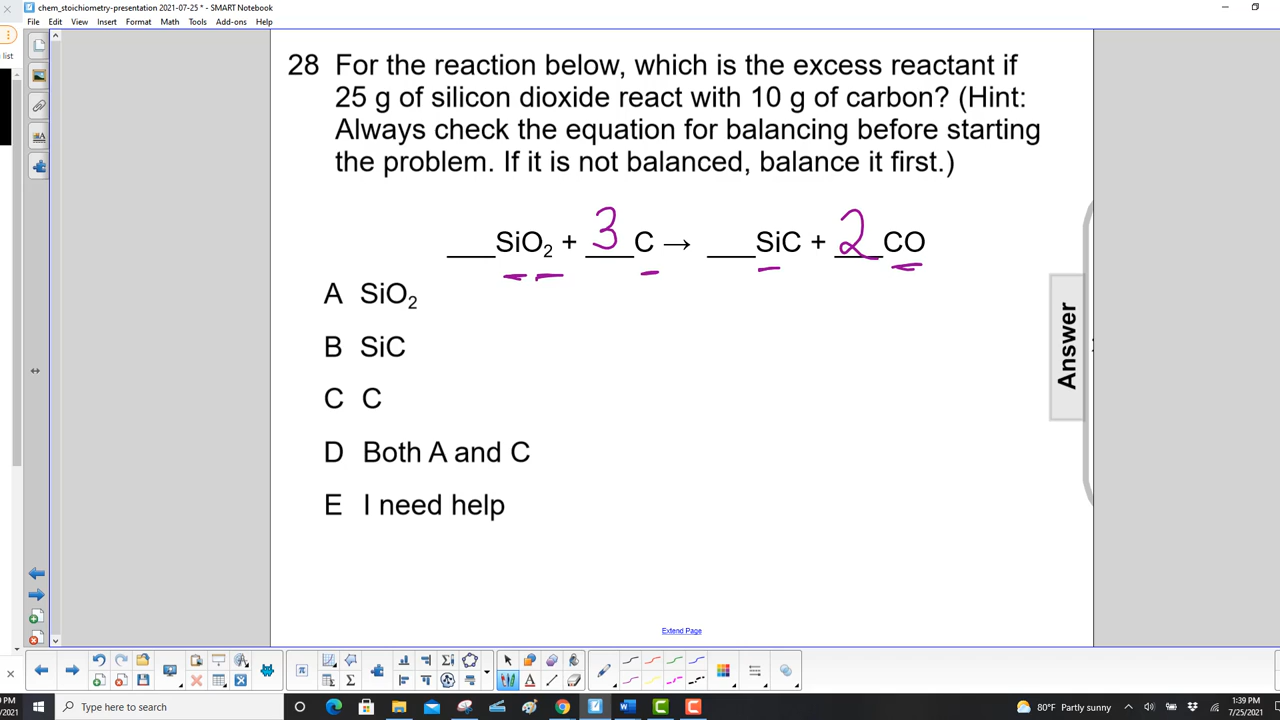 chem_stoichiometry-presentation 2021-07-25 * - SMART Notebook
File Edit View Insert Format Math Tools Add-ons Help
list
28 For the reaction below, which is the excess reactant if
25 g of silicon dioxide react with 10 g of carbon? (Hint:
Always check the equation for balancing before starting
the problem. If it is not balanced, balance it first.)
___SiO₂ + 3 C → ___SiC + 2 CO
A SiO₂
B SiC
C C
D Both A and C
E I need help
Answer
Extend Page
Type here to search
80°F Partly sunny
1:39 PM
7/25/2021